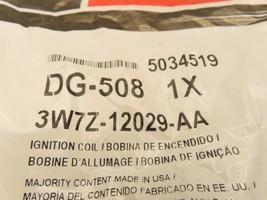 5034519
DG-508 1X
3W7Z-12029-AA
IGNITION COIL / BOBINA DE ENCENDIDO /
BOBINE D'ALLUMAGE / BOBINA DE IGNIÇÃO
MAJORITY CONTENT MADE IN USA /
MAYORÍA DEL CONTENIDO FABRICADO EN EE. UU. /